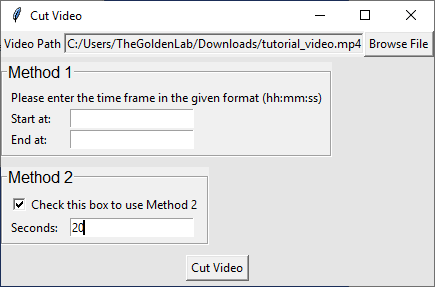 Cut Video
Video Path C:/Users/TheGoldenLab/Downloads/tutorial_video.mp4 Browse File
Method 1
Please enter the time frame in the given format (hh:mm:ss)
Start at:
End at:
Method 2
Check this box to use Method 2
Seconds: 20
Cut Video